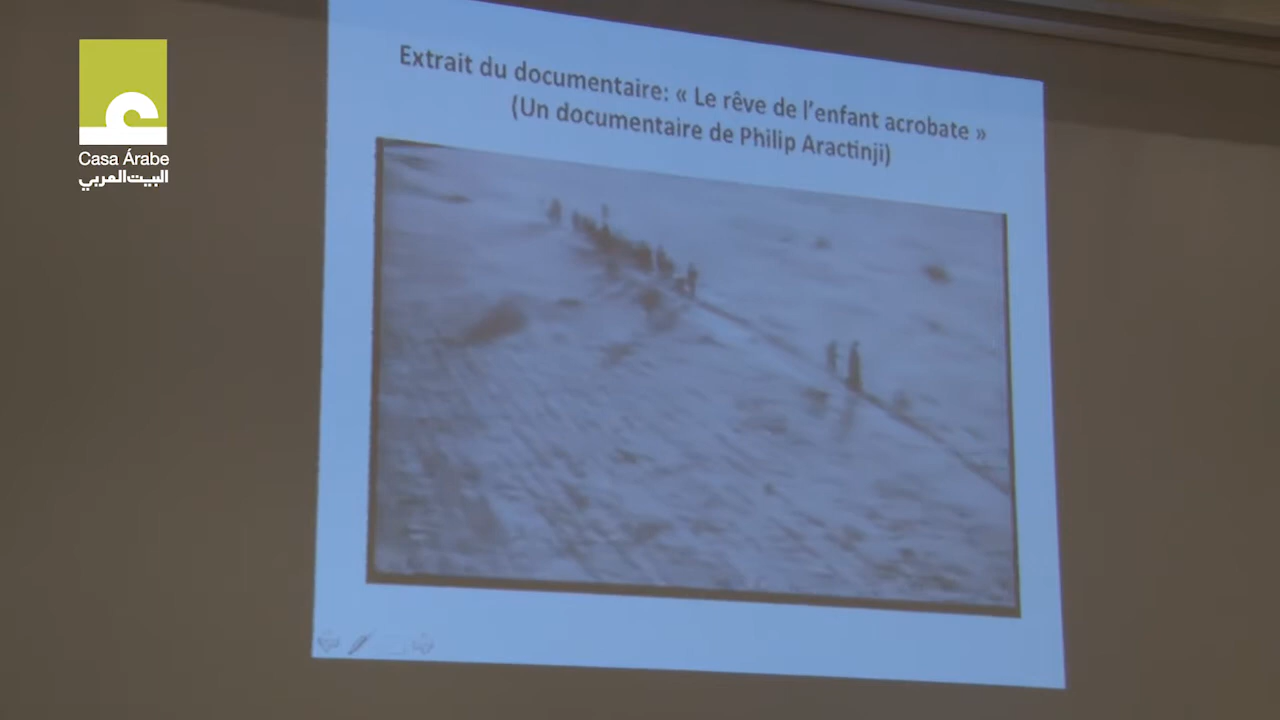 Casa Árabe
البيت العربي
Extrait du documentaire: « Le rêve de l'enfant acrobate »
(Un documentaire de Philip Aractinji)